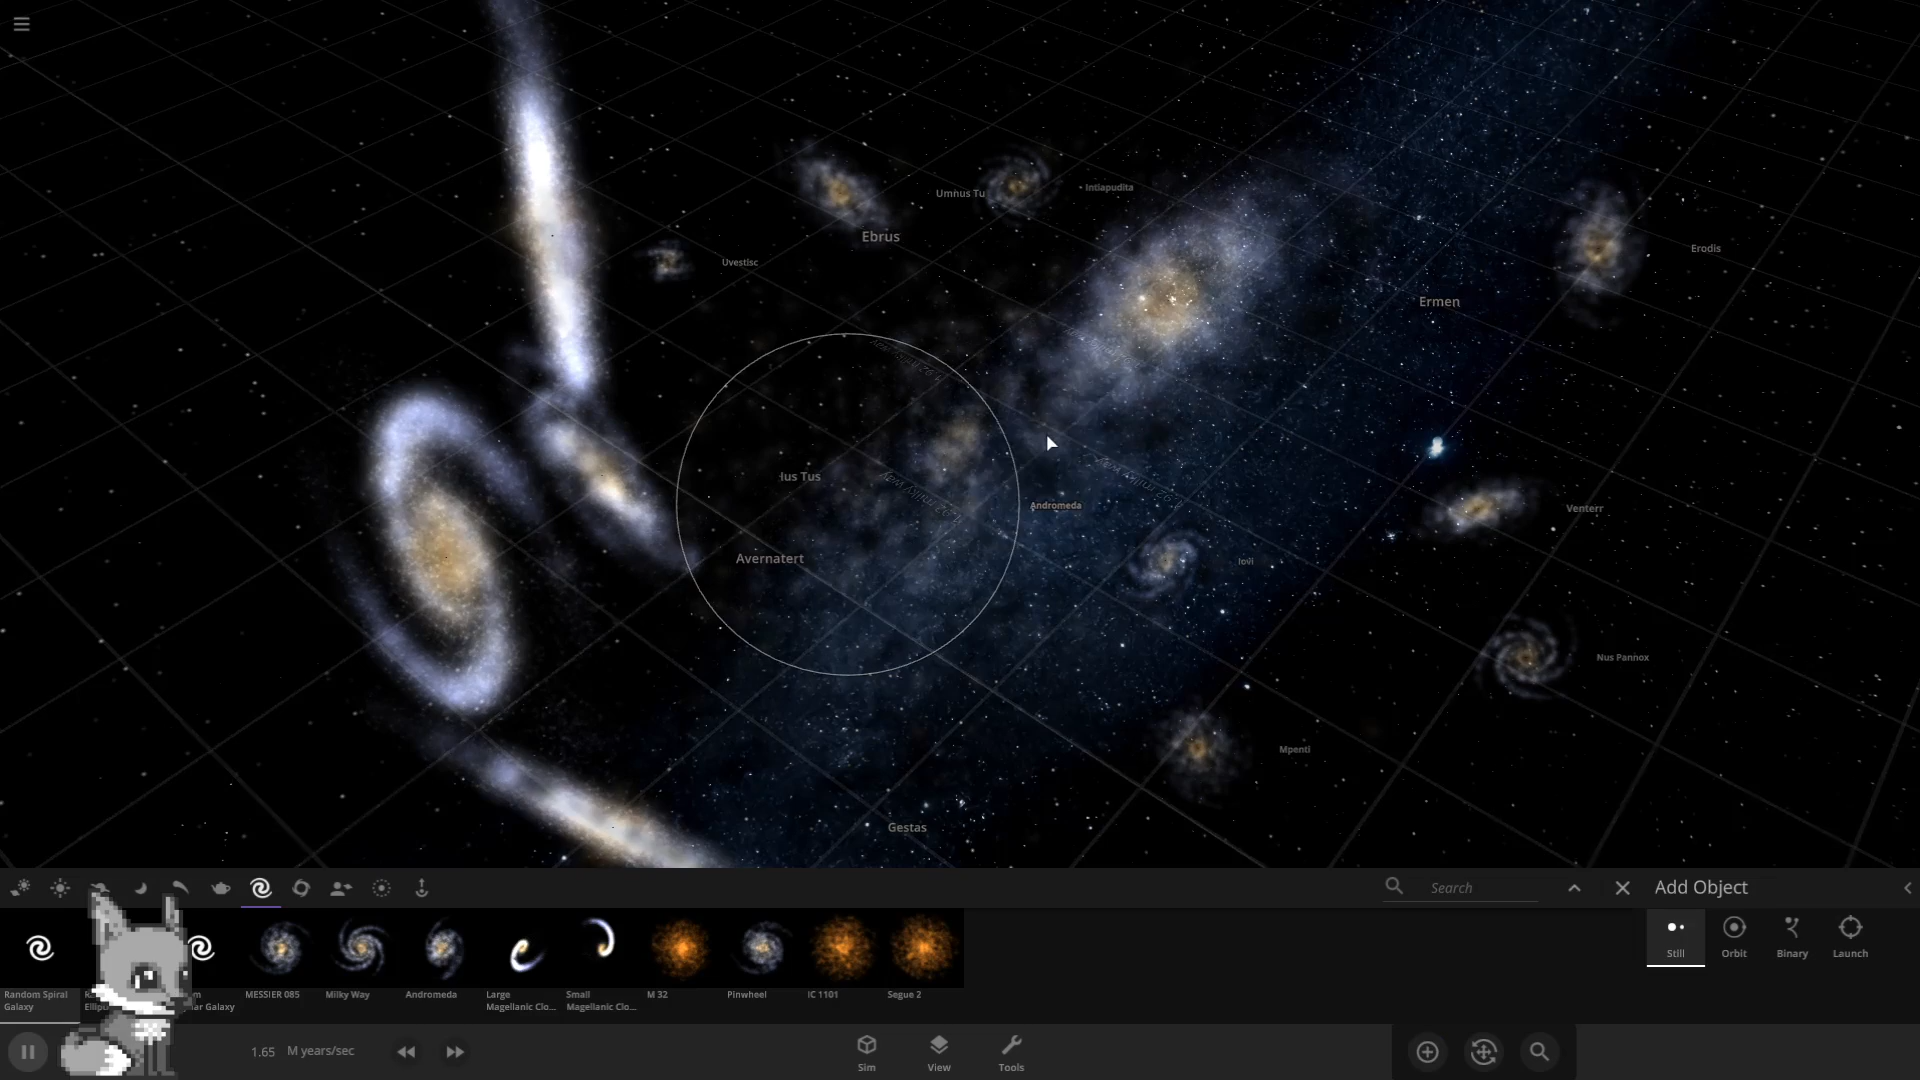 Umnus Tu
Intiapudita
Ebrus
Erodis
Uvestisc
Ermen
Ius Tus
Andromeda
Venterr
Avernatert
Iovi
Nus Pannox
Mpenti
Gestas
Search
Add Object
Still
Orbit
Binary
Launch
Random Spiral
Galaxy
MESSIER 085
Milky Way
Andromeda
Large
Magellanic Clo...
Small
Magellanic Clo...
M 32
Pinwheel
IC 1101
Segue 2
1.65 M years/sec
Sim
View
Tools